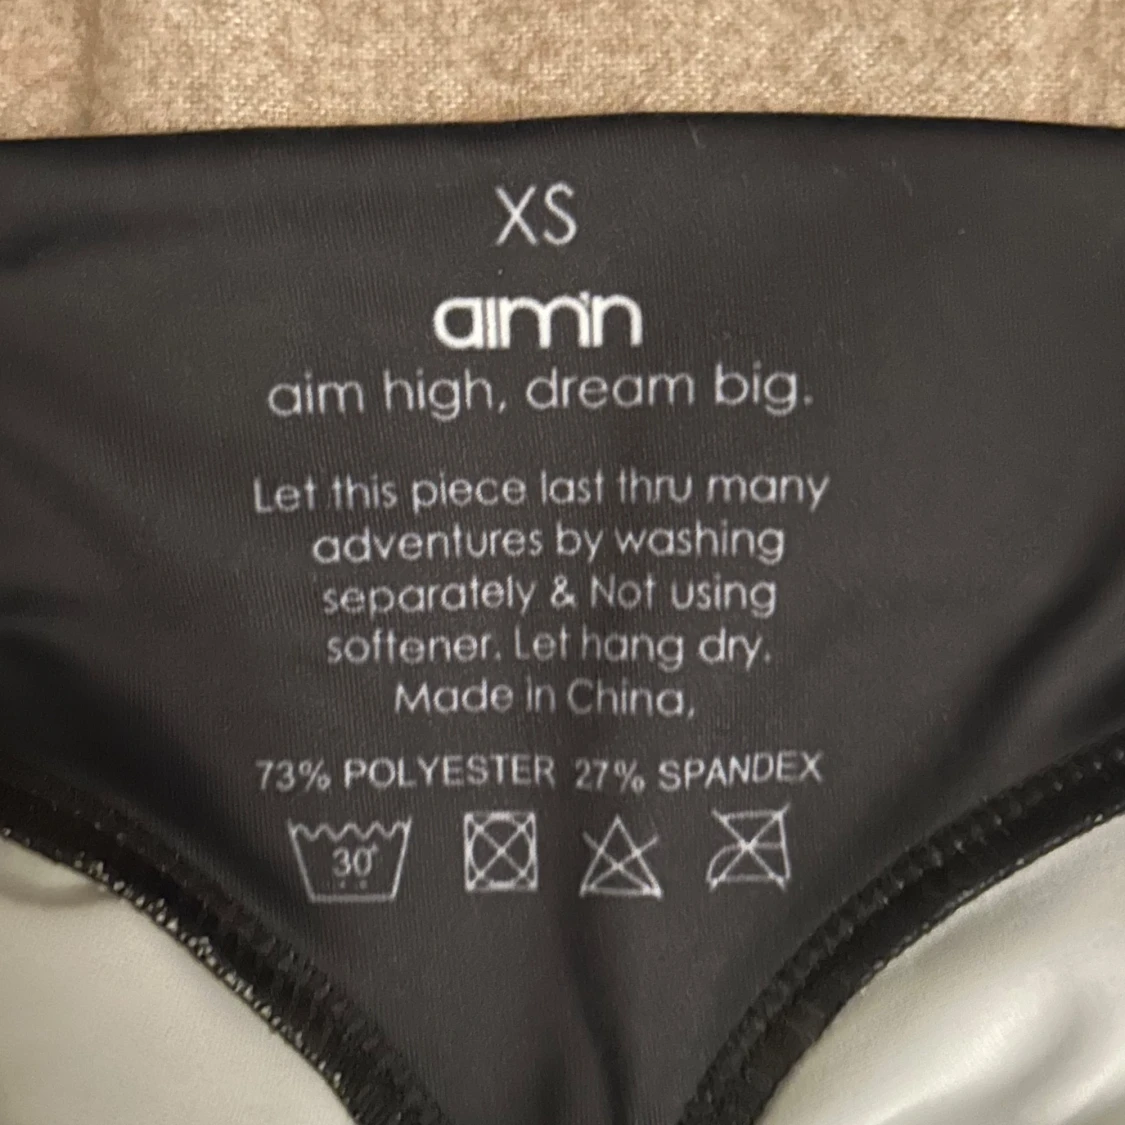 XS
aim'n
aim high, dream big.
Let this piece last thru many
adventures by washing
separately & Not using
softener. Let hang dry.
Made in China,
73% POLYESTER 27% SPANDEX
30°